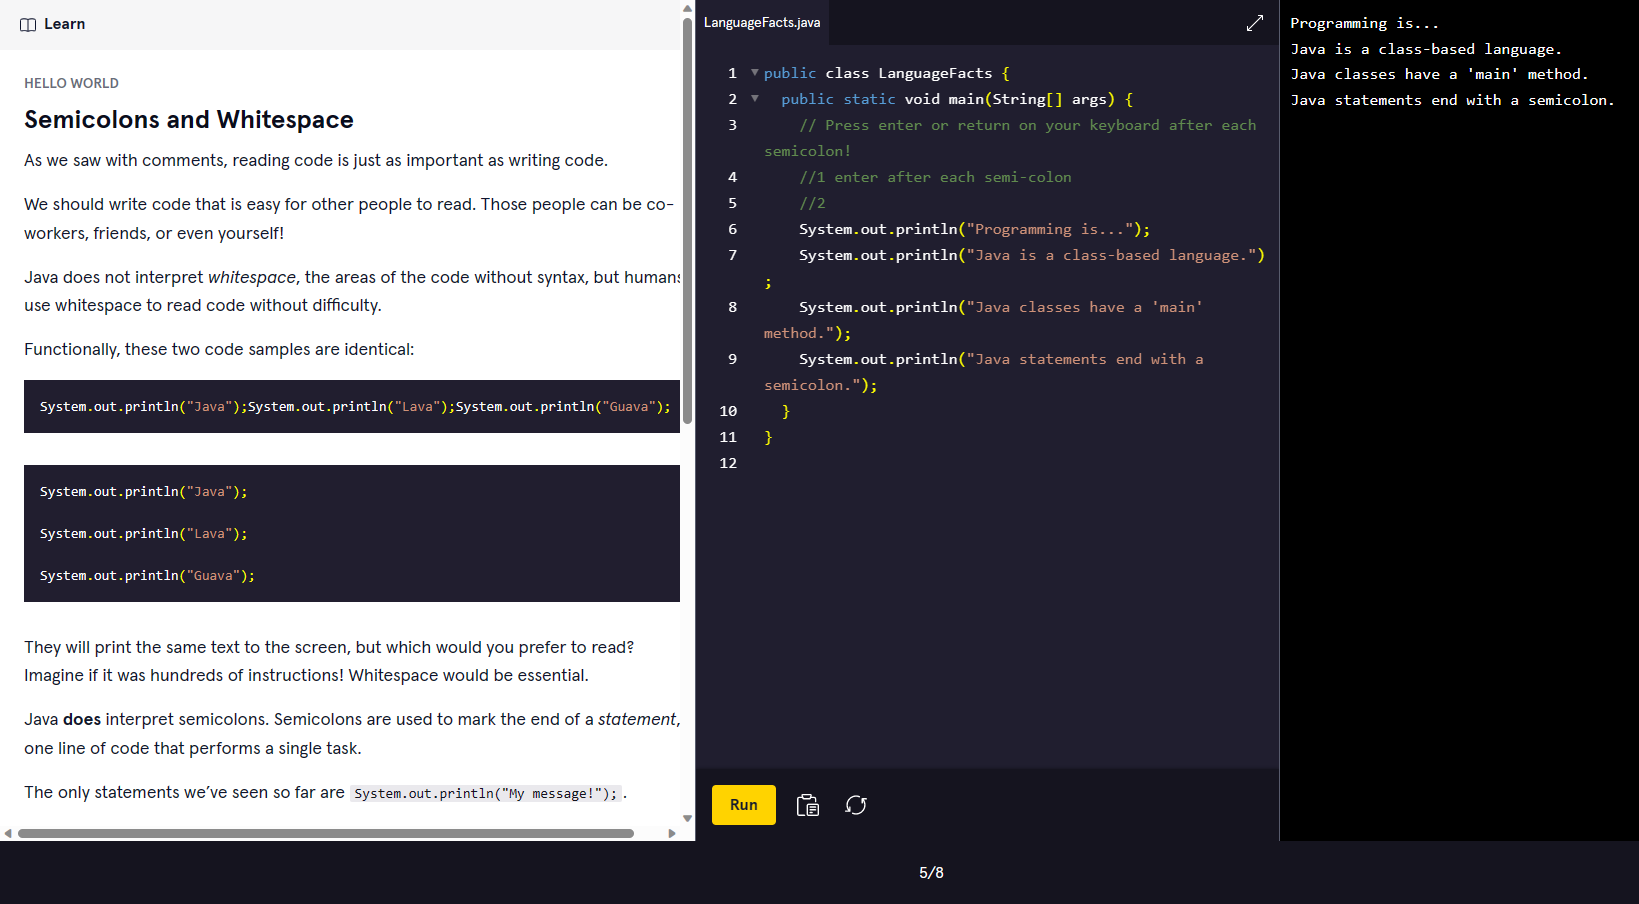 Learn
HELLO WORLD
Semicolons and Whitespace
As we saw with comments, reading code is just as important as writing code.
We should write code that is easy for other people to read. Those people can be co-
workers, friends, or even yourself!
Java does not interpret whitespace, the areas of the code without syntax, but humans
use whitespace to read code without difficulty.
Functionally, these two code samples are identical:
System.out.println("Java");System.out.println("Lava");System.out.println("Guava");
System.out.println("Java");
System.out.println("Lava");
System.out.println("Guava");
They will print the same text to the screen, but which would you prefer to read?
Imagine if it was hundreds of instructions! Whitespace would be essential.
Java does interpret semicolons. Semicolons are used to mark the end of a statement,
one line of code that performs a single task.
The only statements we've seen so far are System.out.println("My message!");.
LanguageFacts.java
1 public class LanguageFacts {
2 public static void main(String[] args) {
3 // Press enter or return on your keyboard after each
semicolon!
4 //1 enter after each semi-colon
5 //2
6 System.out.println("Programming is...");
7 System.out.println("Java is a class-based language.")
;
8 System.out.println("Java classes have a 'main'
method.");
9 System.out.println("Java statements end with a
semicolon.");
10 }
11 }
12
Run
Programming is...
Java is a class-based language.
Java classes have a 'main' method.
Java statements end with a semicolon.
5/8